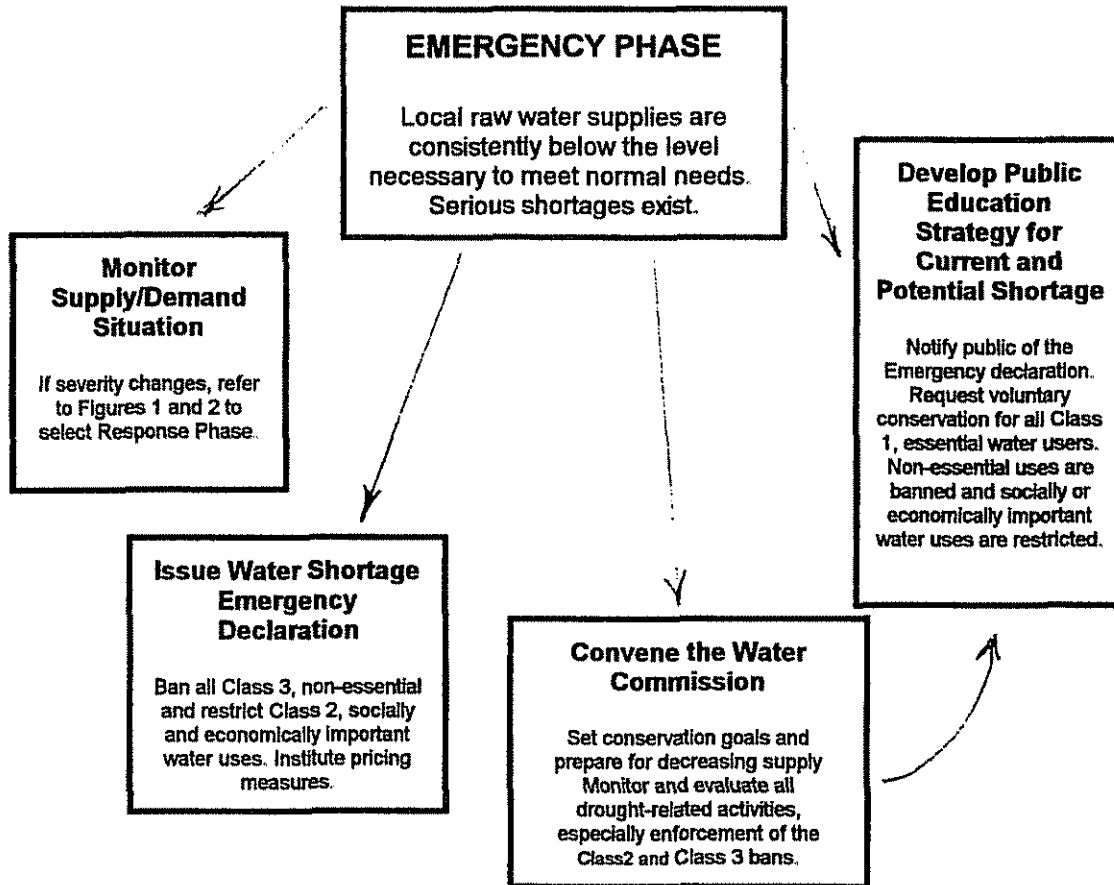 EMERGENCY PHASE
Local raw water supplies are
consistently below the level
necessary to meet normal needs.
Serious shortages exist.
Monitor
Supply/Demand
Situation
If severity changes, refer
to Figures 1 and 2 to
select Response Phase.
Issue Water Shortage
Emergency
Declaration
Ban all Class 3, non-essential
and restrict Class 2, socially
and economically important
water uses. Institute pricing
measures.
Convene the Water
Commission
Set conservation goals and
prepare for decreasing supply
Monitor and evaluate all
drought-related activities,
especially enforcement of the
Class2 and Class 3 bans.
Develop Public
Education
Strategy for
Current and
Potential Shortage
Notify public of the
Emergency declaration.
Request voluntary
conservation for all Class
1, essential water users.
Non-essential uses are
banned and socially or
economically important
water uses are restricted.